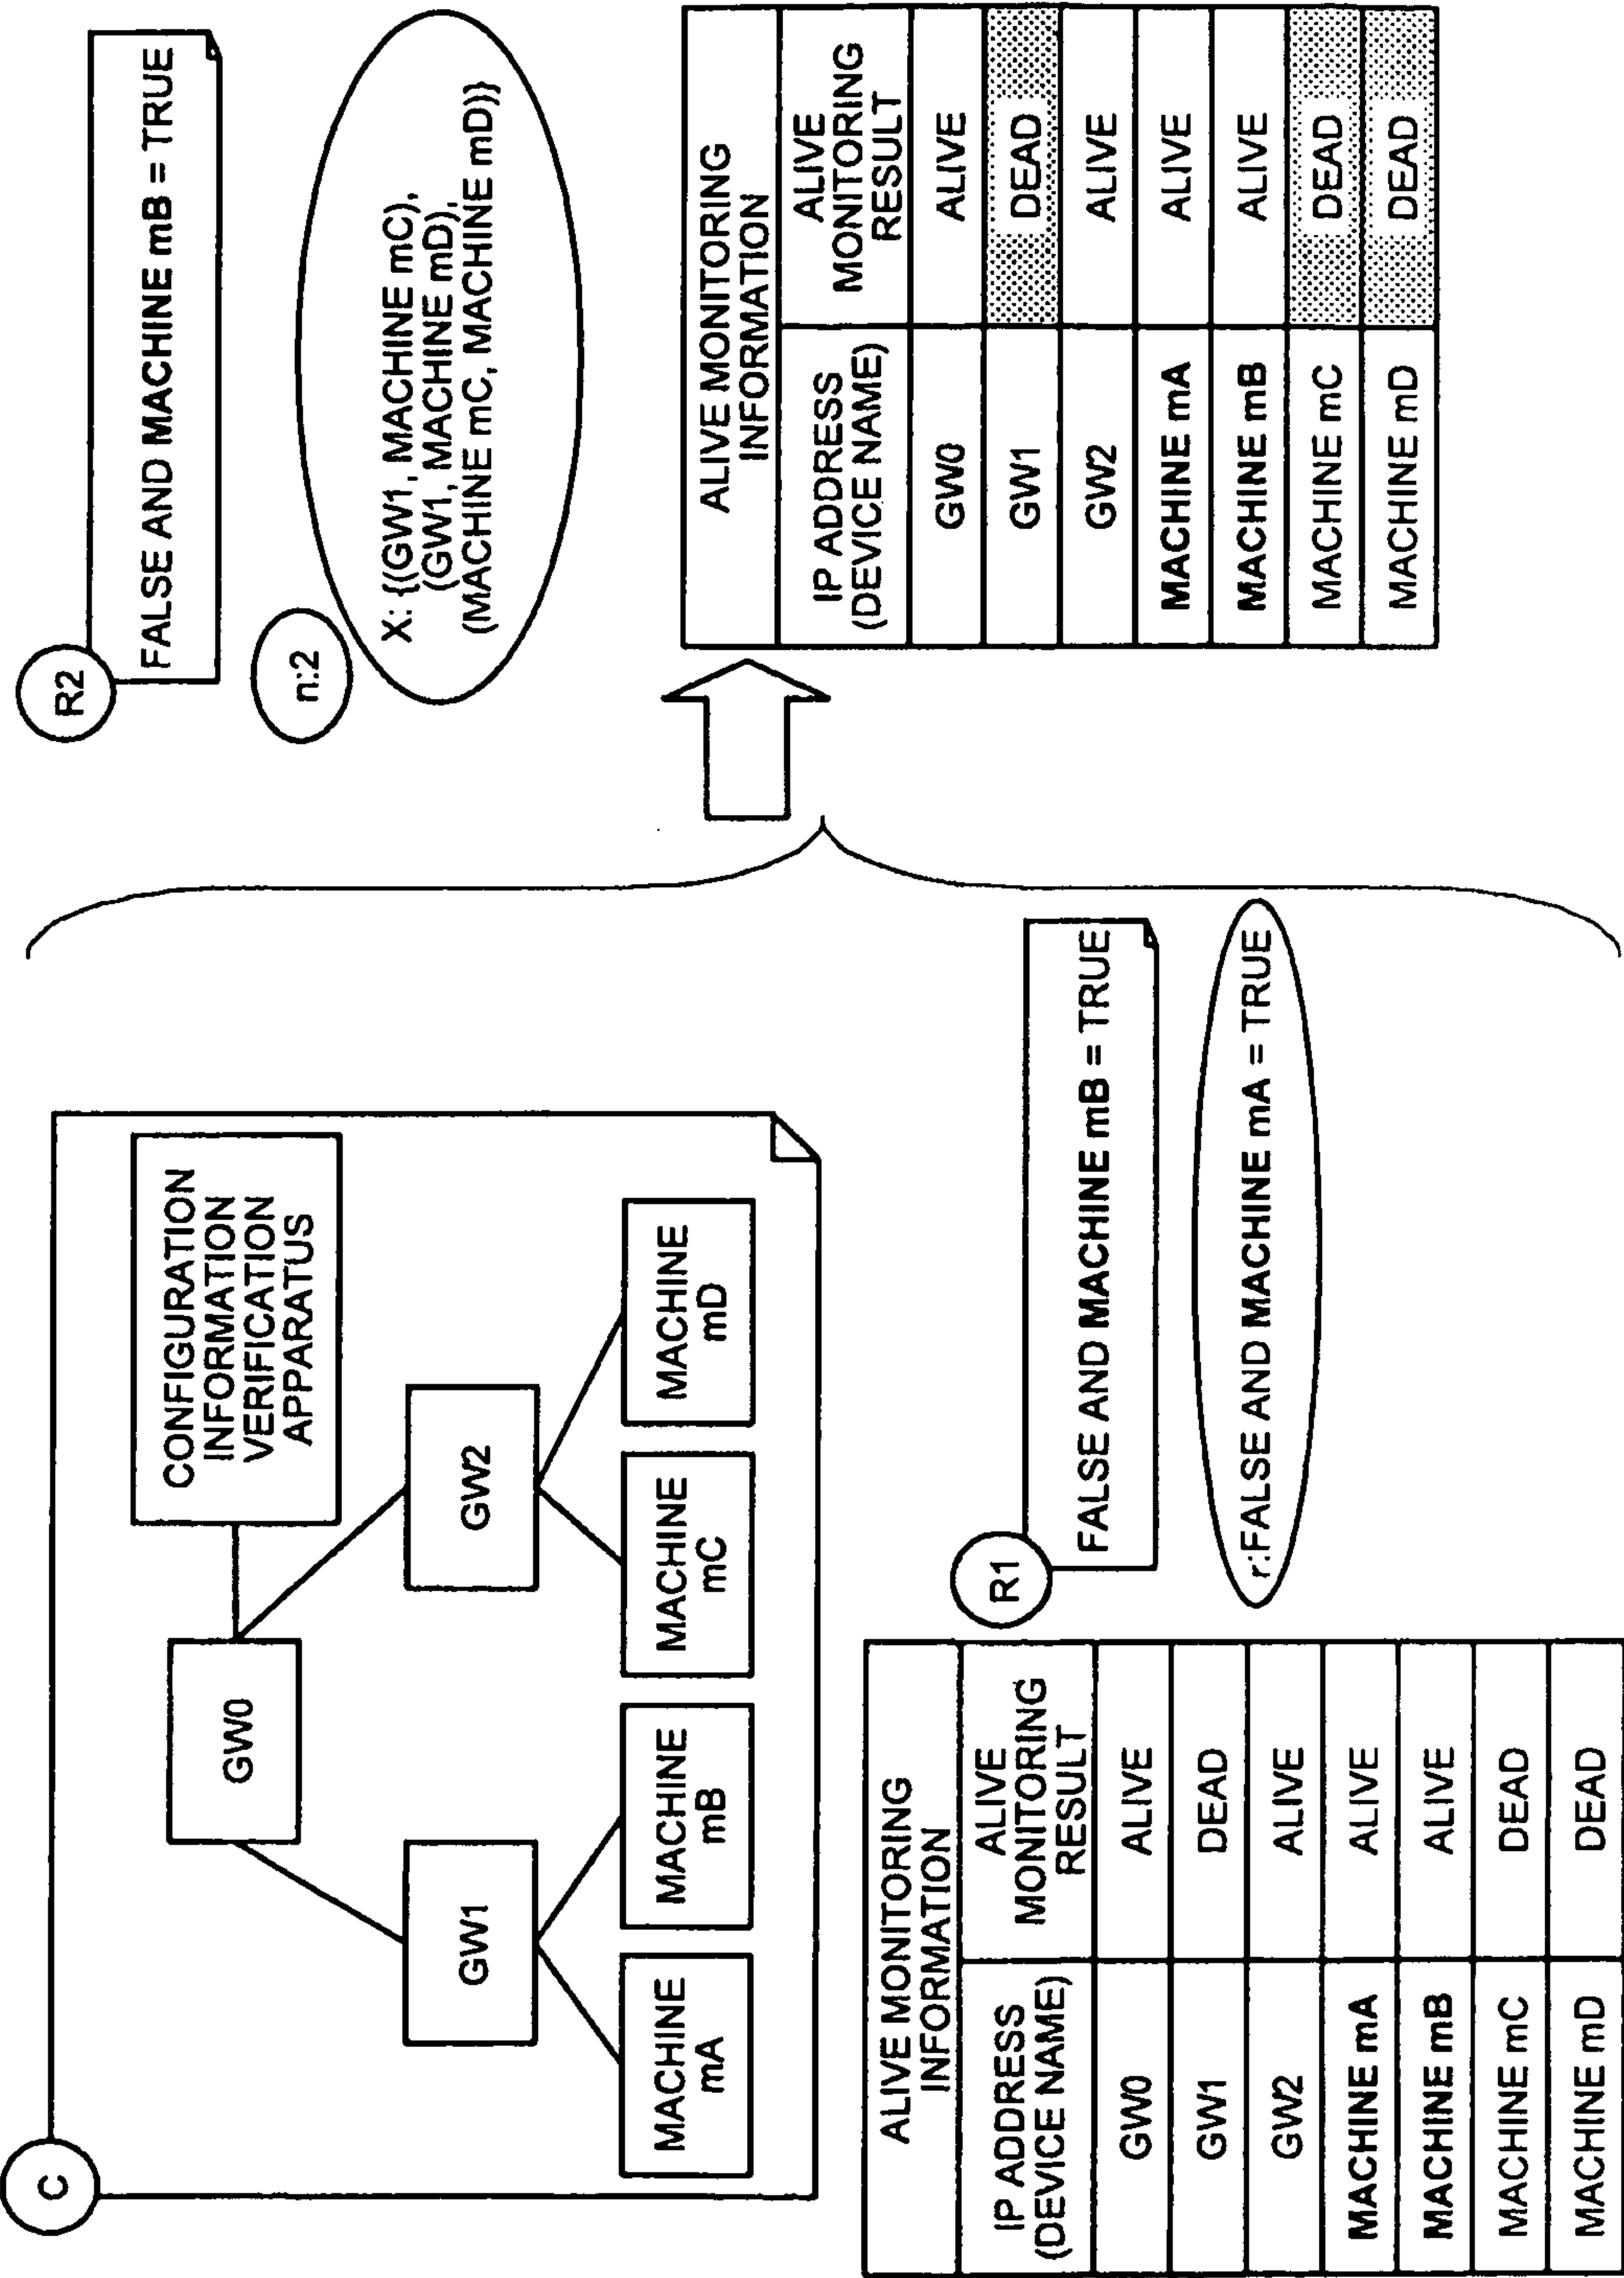 C
CONFIGURATION
INFORMATION
VERIFICATION
APPARATUS
GW0
GW1
GW2
MACHINE
mA
MACHINE
mB
MACHINE
mC
MACHINE
mD
ALIVE MONITORING
INFORMATION
IP ADDRESS
(DEVICE NAME)
ALIVE
MONITORING
RESULT
GW0
ALIVE
GW1
DEAD
GW2
ALIVE
MACHINE mA
ALIVE
MACHINE mB
ALIVE
MACHINE mC
DEAD
MACHINE mD
DEAD
R1
FALSE AND MACHINE mB = TRUE
r:FALSE AND MACHINE mA = TRUE
R2
FALSE AND MACHINE mB = TRUE
n:2
X: {(GW1, MACHINE mC),
(GW1, MACHINE mD),
(MACHINE mC, MACHINE mD)}
ALIVE MONITORING
INFORMATION
IP ADDRESS
(DEVICE NAME)
ALIVE
MONITORING
RESULT
GW0
ALIVE
GW1
DEAD
GW2
ALIVE
MACHINE mA
ALIVE
MACHINE mB
ALIVE
MACHINE mC
DEAD
MACHINE mD
DEAD